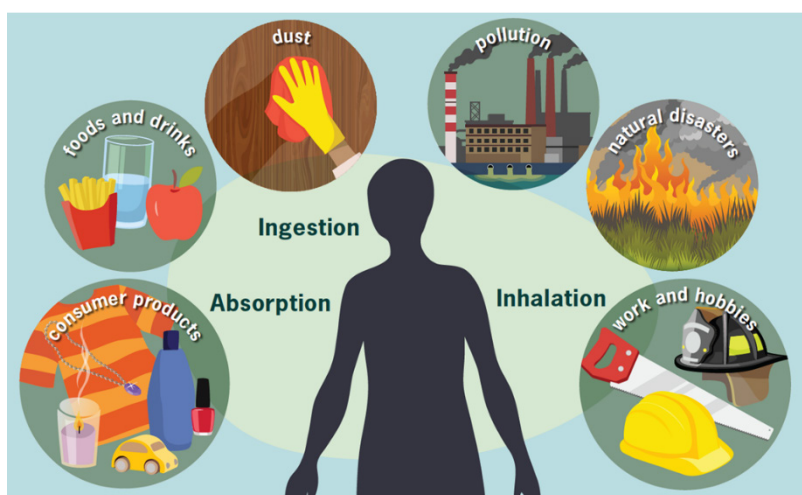 dust
pollution
foods and drinks
natural disasters
Ingestion
Absorption
Inhalation
consumer products
work and hobbies